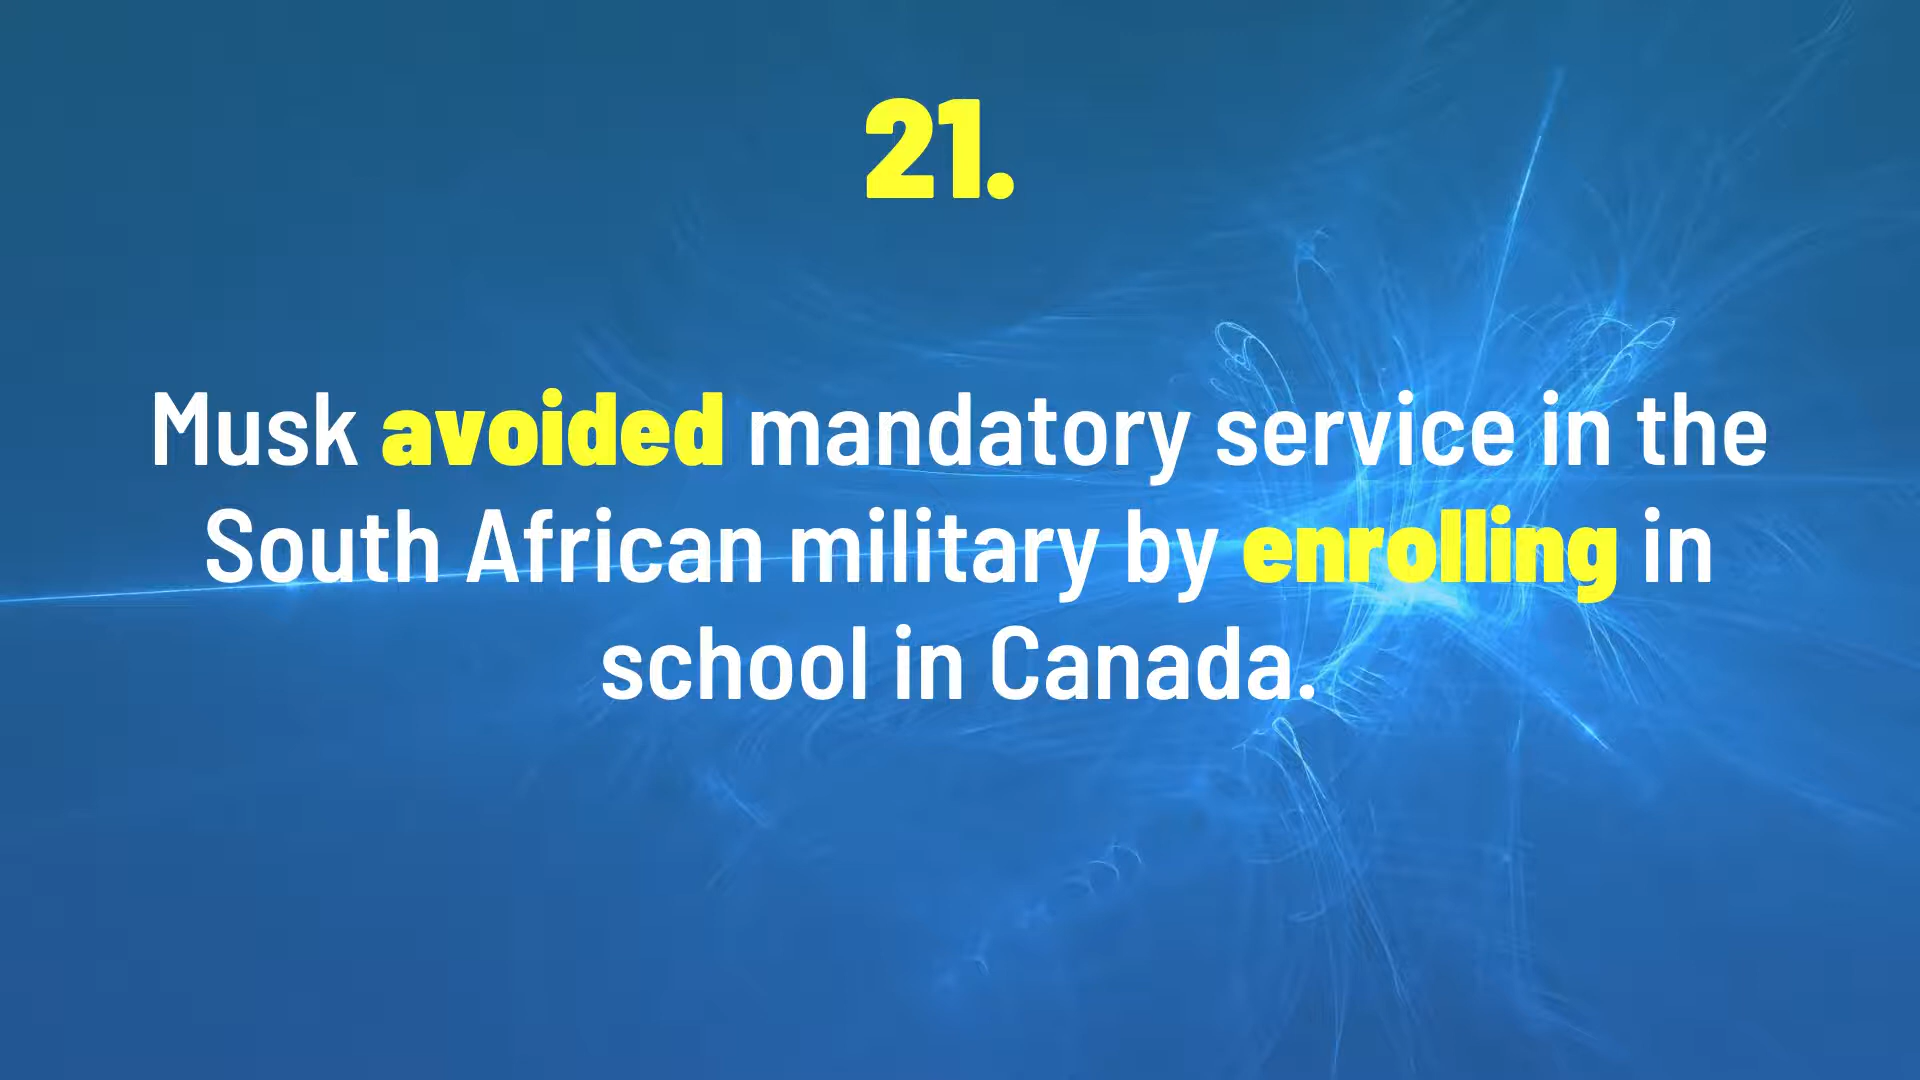 21.
Musk avoided mandatory service in the
South African military by enrolling in
school in Canada.